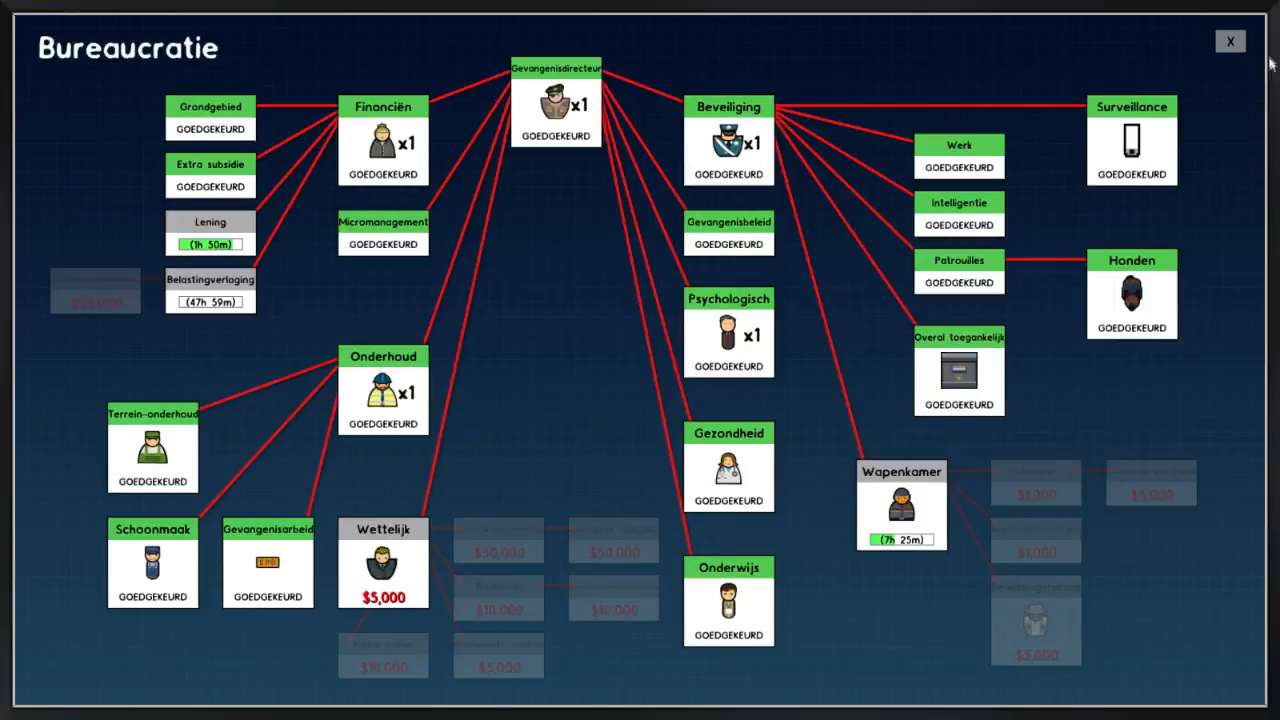 Bureaucratie
X
Gevangenisdirecteur
x1
GOEDGEKEURD
Grondgebied
GOEDGEKEURD
Financiën
x1
GOEDGEKEURD
Beveiliging
x1
GOEDGEKEURD
Surveillance
GOEDGEKEURD
Extra subsidie
GOEDGEKEURD
Werk
GOEDGEKEURD
Lening
(1h 50m)
Micromanagement
GOEDGEKEURD
Gevangenisbeleid
GOEDGEKEURD
Intelligentie
GOEDGEKEURD
Belastingverlaging
(47h 59m)
Patrouilles
GOEDGEKEURD
Honden
GOEDGEKEURD
Psychologisch
x1
GOEDGEKEURD
Overal toegankelijk
GOEDGEKEURD
Onderhoud
x1
GOEDGEKEURD
Terrein-onderhoud
GOEDGEKEURD
Gezondheid
GOEDGEKEURD
Wapenkamer
(7h 25m)
$1,000
$5,000
Schoonmaak
GOEDGEKEURD
Gevangenisarbeid
GOEDGEKEURD
Wettelijk
$5,000
$50,000
$50,000
$1,000
Onderwijs
GOEDGEKEURD
$10,000
$10,000
$5,000
$10,000
$5,000